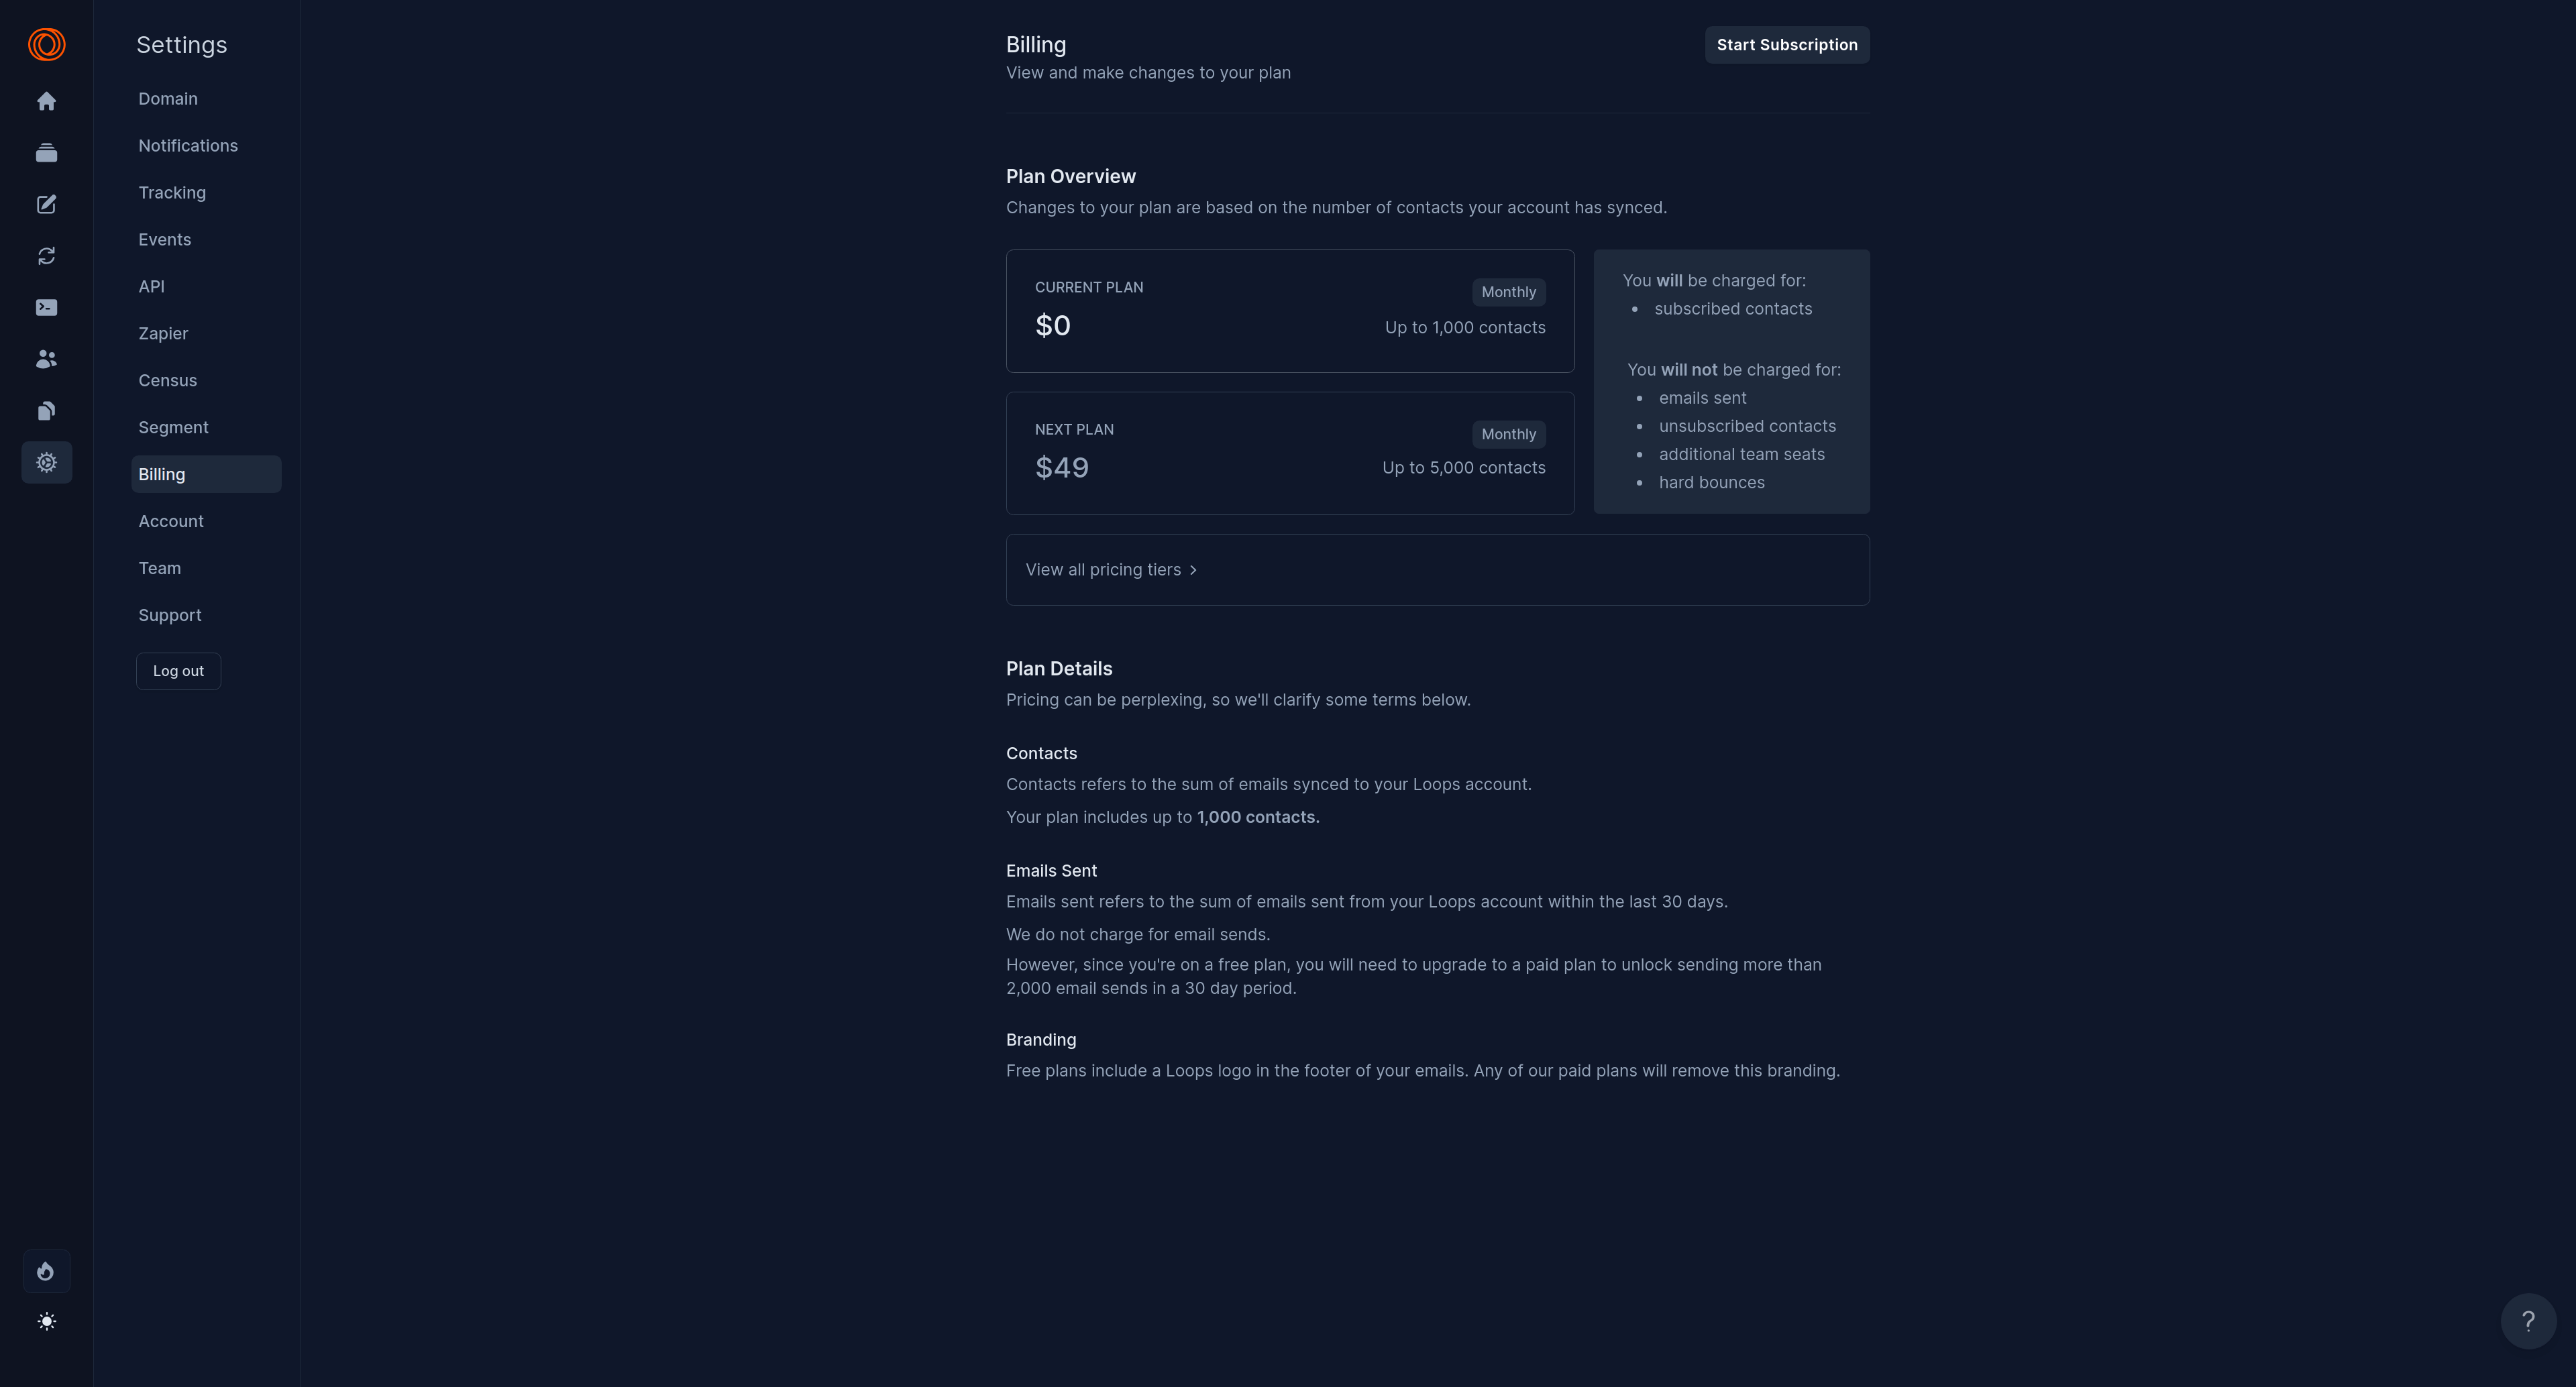 Settings
Domain
Notifications
Tracking
Events
API
Zapier
Census
Segment
Billing
Account
Team
Support
Log out
Billing
View and make changes to your plan
Start Subscription
Plan Overview
Changes to your plan are based on the number of contacts your account has synced.
CURRENT PLAN
Monthly
$0
Up to 1,000 contacts
NEXT PLAN
Monthly
$49
Up to 5,000 contacts
You will be charged for:
• subscribed contacts
You will not be charged for:
• emails sent
• unsubscribed contacts
• additional team seats
• hard bounces
View all pricing tiers >
Plan Details
Pricing can be perplexing, so we'll clarify some terms below.
Contacts
Contacts refers to the sum of emails synced to your Loops account.
Your plan includes up to 1,000 contacts.
Emails Sent
Emails sent refers to the sum of emails sent from your Loops account within the last 30 days.
We do not charge for email sends.
However, since you're on a free plan, you will need to upgrade to a paid plan to unlock sending more than
2,000 email sends in a 30 day period.
Branding
Free plans include a Loops logo in the footer of your emails. Any of our paid plans will remove this branding.
?